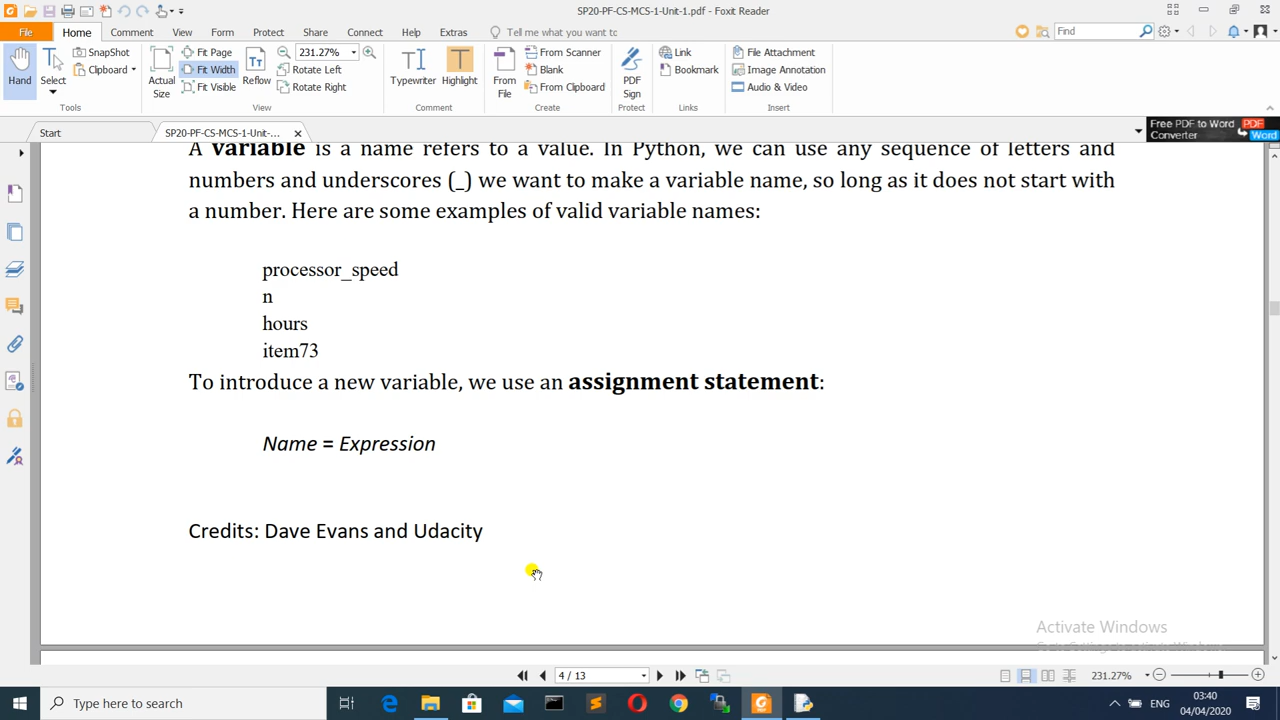 SP20-PF-CS-MCS-1-Unit-1.pdf - Foxit Reader
File Home Comment View Form Protect Share Connect Help Extras Tell me what you want tc Find
Hand
Select
SnapShot
Clipboard
Tools
Actual Size
Fit Page
Fit Width
Fit Visible
Reflow
231.27%
Rotate Left
Rotate Right
View
Typewriter
Highlight
Comment
From File
From Scanner
Blank
From Clipboard
Create
PDF Sign
Protect
Link
Bookmark
Links
File Attachment
Image Annotation
Audio & Video
Insert
Start
SP20-PF-CS-MCS-1-Unit-...
Free PDF to Word Converter
PDF
Word
A variable is a name refers to a value. In Python, we can use any sequence of letters and
numbers and underscores (_) we want to make a variable name, so long as it does not start with
a number. Here are some examples of valid variable names:
processor_speed
n
hours
item73
To introduce a new variable, we use an assignment statement:
Name = Expression
Credits: Dave Evans and Udacity
Activate Windows
4 / 13
231.27%
Type here to search
03:40
04/04/2020